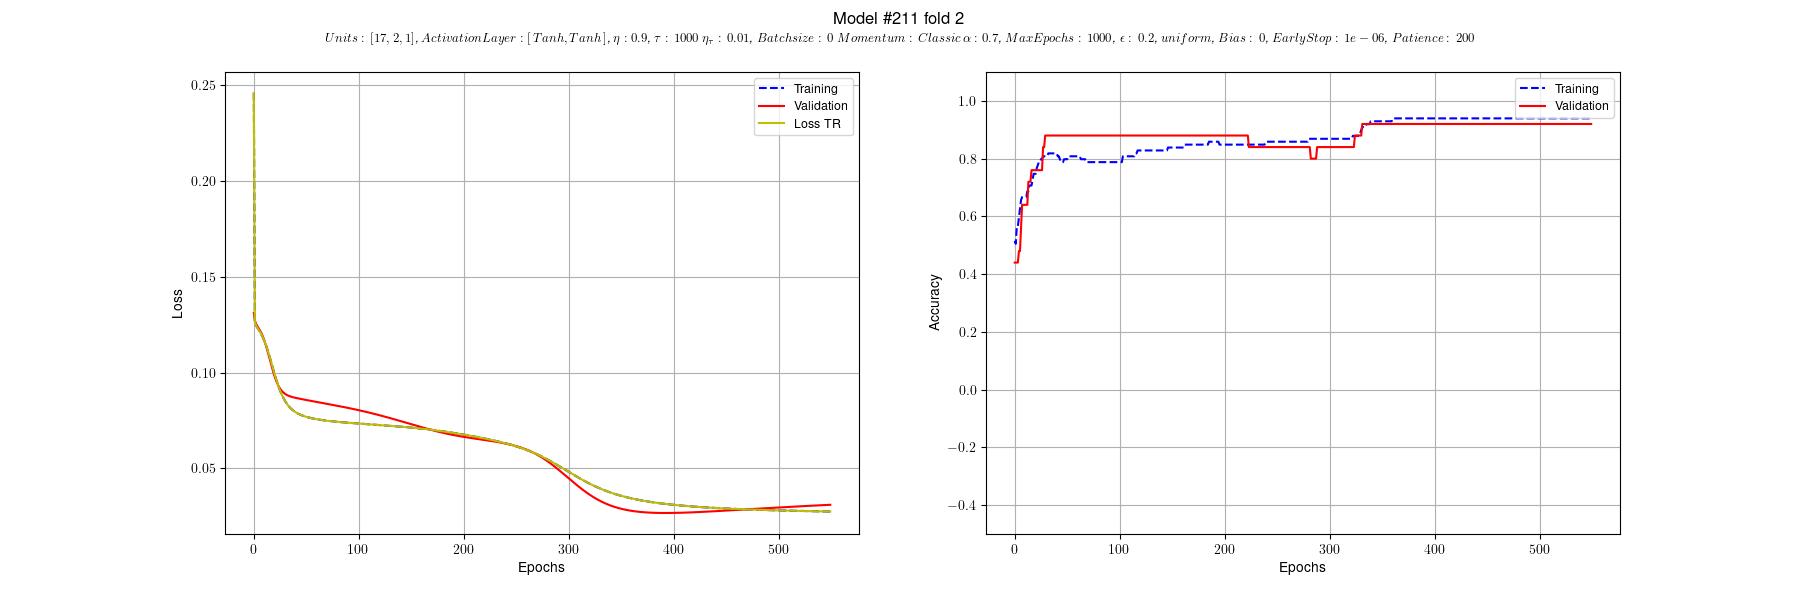 Model #211 fold 2
Units : [17, 2, 1], ActivationLayer : [Tanh, Tanh], η : 0.9, τ : 1000 ητ : 0.01, Batchsize : 0 Momentum : Classic α : 0.7, MaxEpochs : 1000, ϵ : 0.2, uniform, Bias : 0, EarlyStop : 1e − 06, Patience : 200
0.25
0.20
0.15
0.10
0.05
Loss
Training
Validation
Loss TR
0 100 200 300 400 500
Epochs
1.0
0.8
0.6
0.4
0.2
0.0
−0.2
−0.4
Accuracy
Training
Validation
0 100 200 300 400 500
Epochs